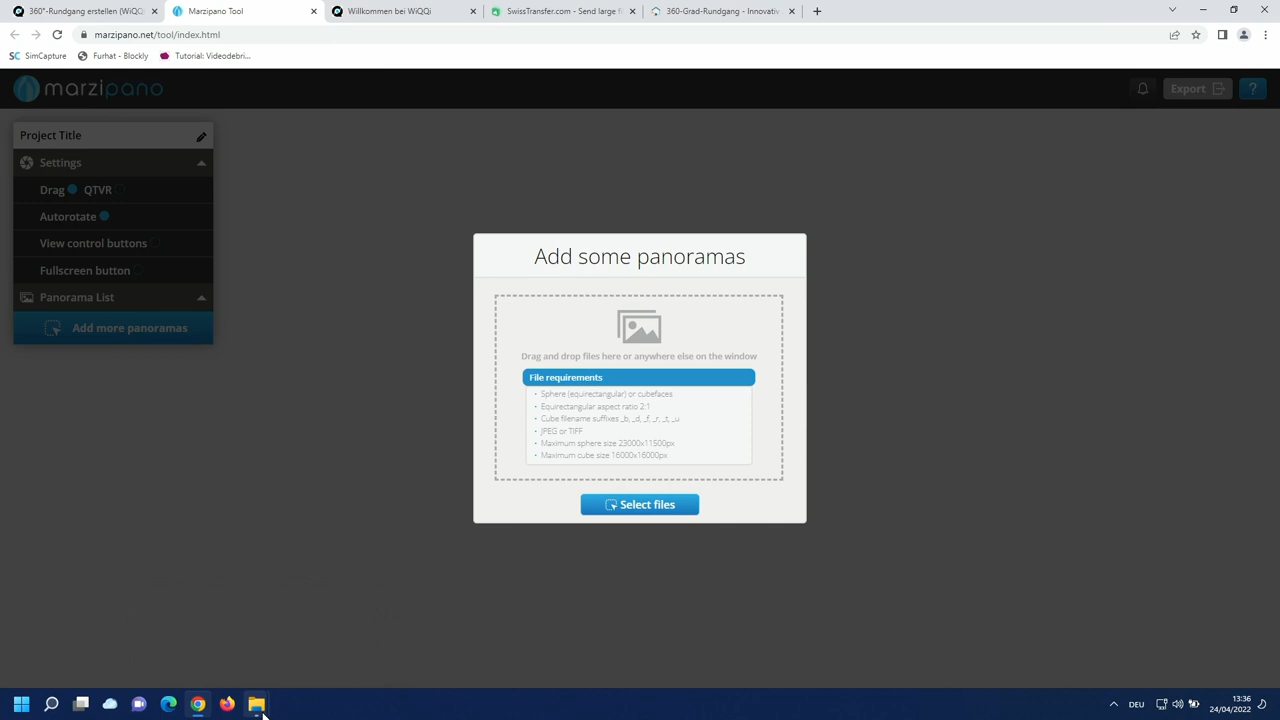 360°-Rundgang erstellen (WiQQi
Marzipano Tool
Willkommen bei WiQQi
SwissTransfer.com - Send large f
360-Grad-Rundgang - Innovativ
marzipano.net/tool/index.html
SC SimCapture
Furhat - Blockly
Tutorial: Videodebri...
marzipano
Export
?
Project Title
Settings
Drag QTVR
Autorotate
View control buttons
Fullscreen button
Panorama List
Add more panoramas
Add some panoramas
Drag and drop files here or anywhere else on the window
File requirements
• Sphere (equirectangular) or cubefaces
• Equirectangular aspect ratio 2:1
• Cube filename suffixes _b, _d, _f, _r, _t, _u
• JPEG or TIFF
• Maximum sphere size 23000x11500px
• Maximum cube size 16000x16000px
Select files
DEU
13:36
24/04/2022